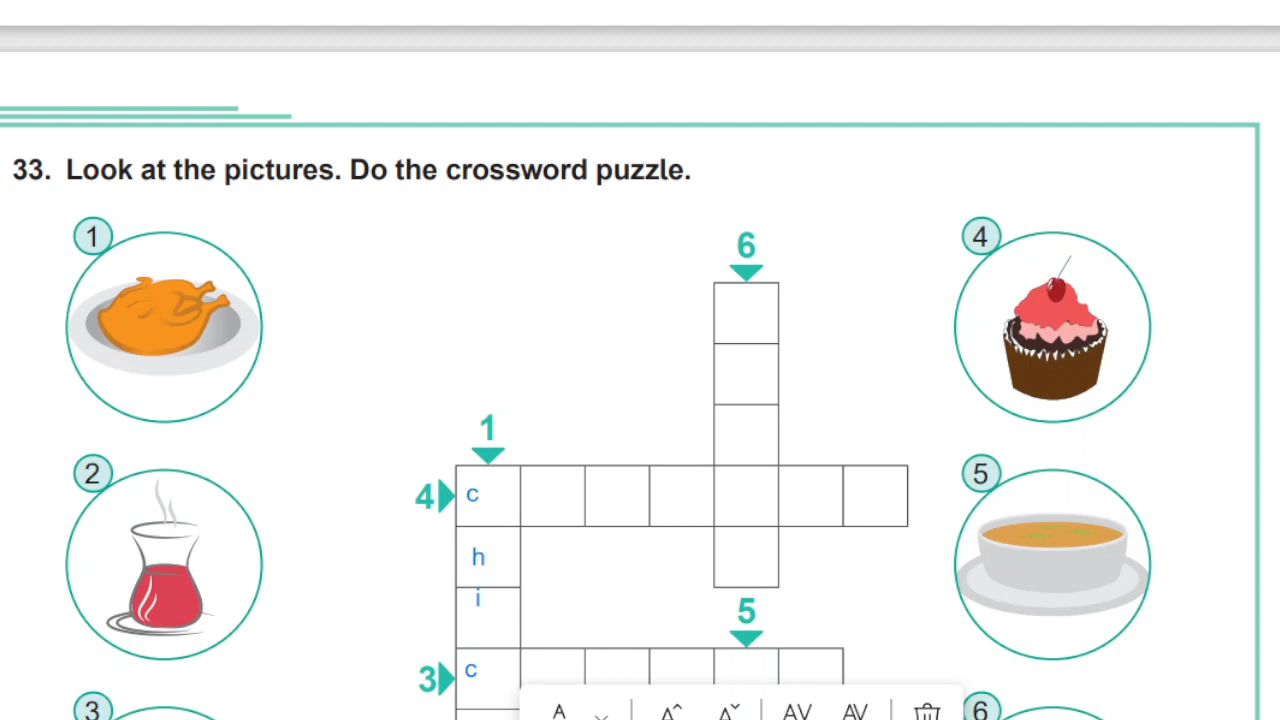 33. Look at the pictures. Do the crossword puzzle.
1
6
4
1
2
4 c
5
h
i
5
3 c
3
6
A
A A AV AV